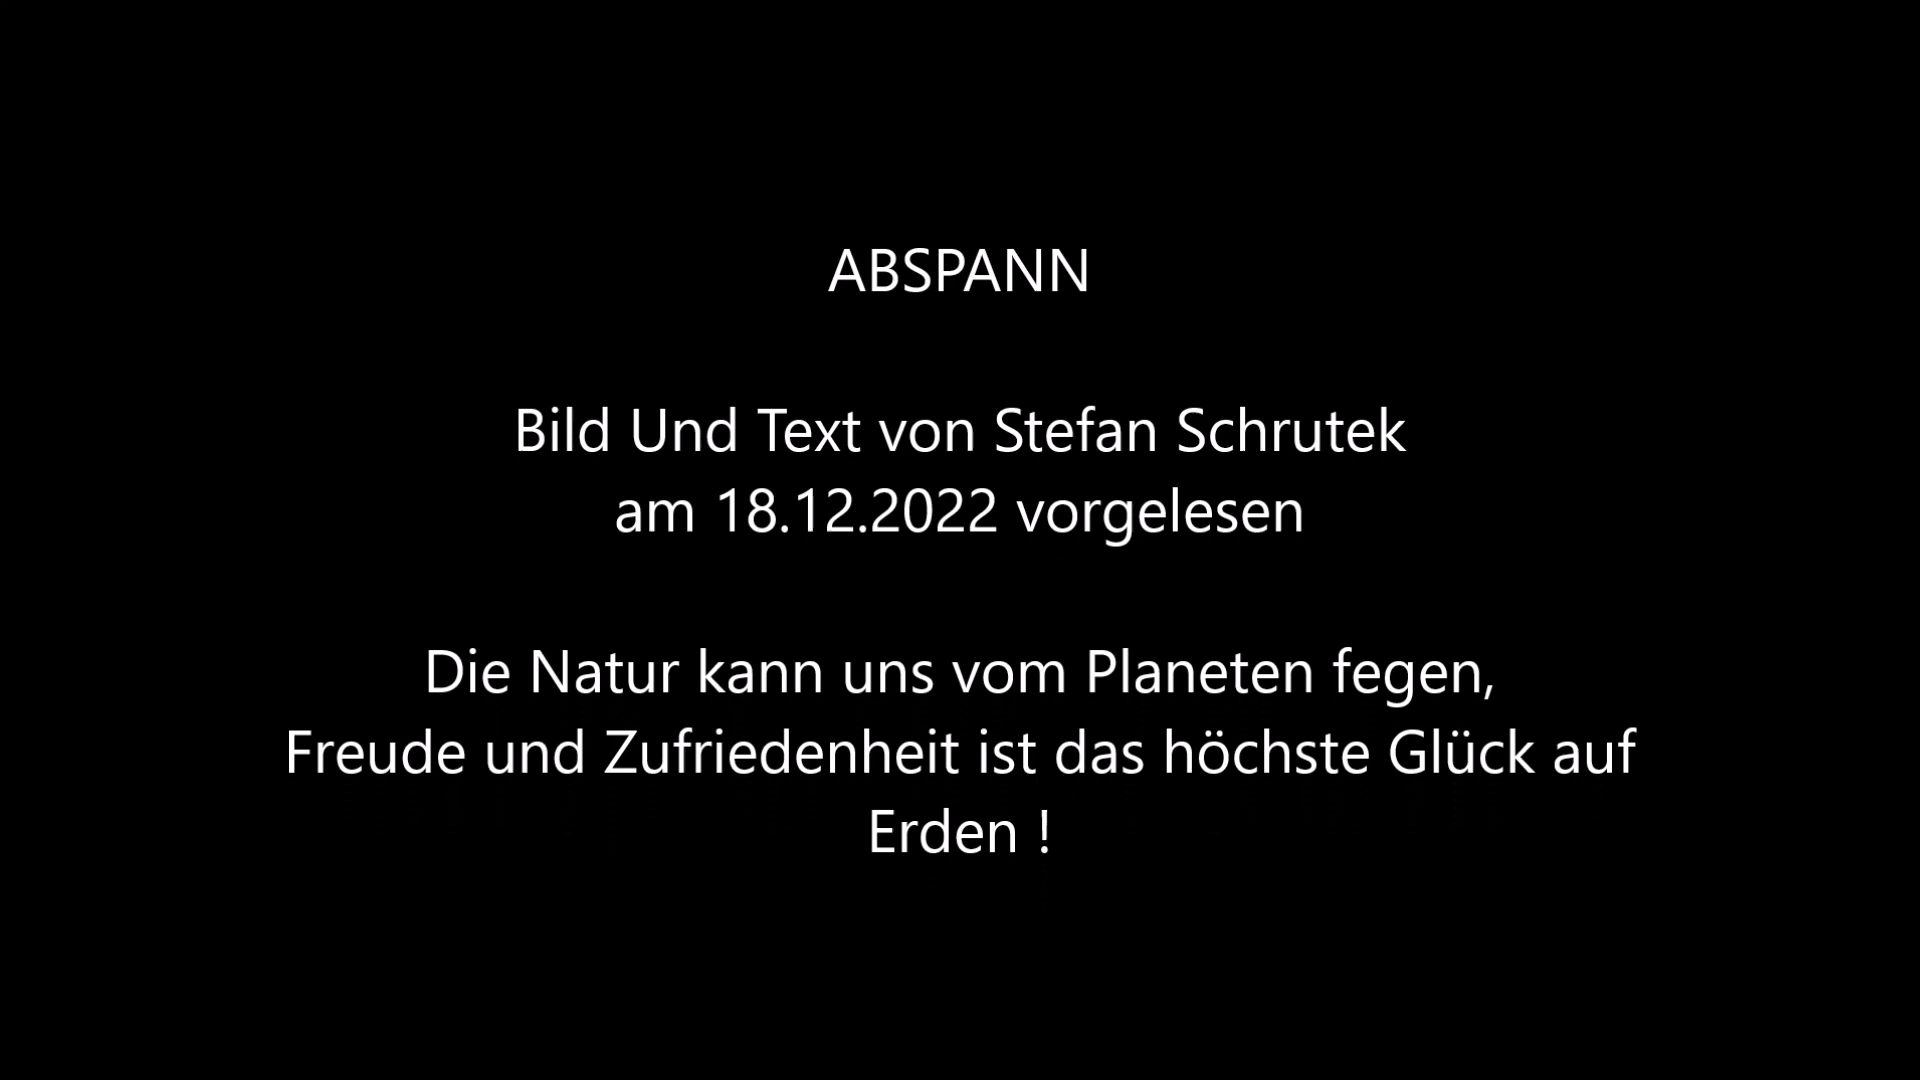 ABSPANN
Bild Und Text von Stefan Schrutek
am 18.12.2022 vorgelesen
Die Natur kann uns vom Planeten fegen,
Freude und Zufriedenheit ist das höchste Glück auf
Erden !